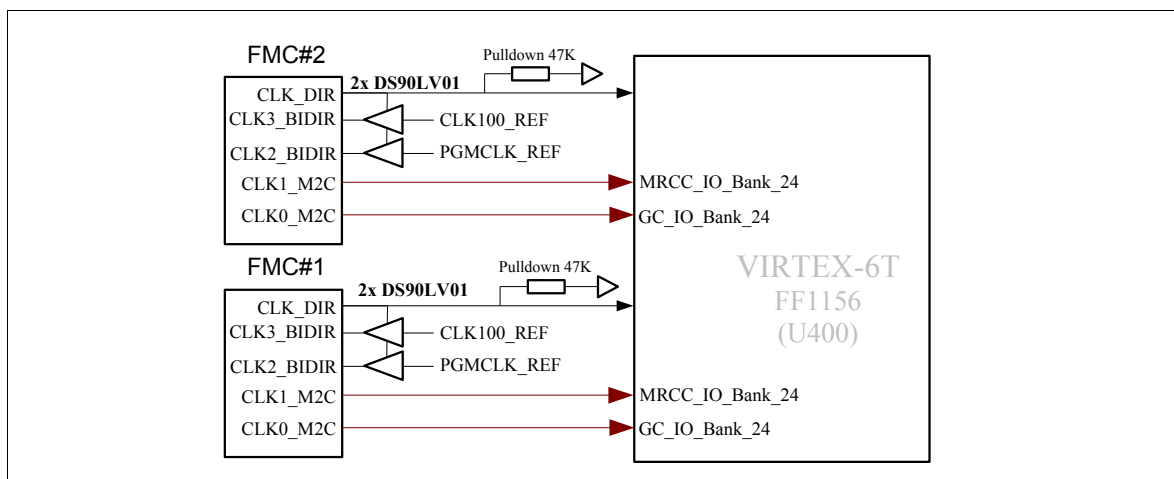 FMC#2
Pulldown 47K
CLK_DIR
2x DS90LV01
CLK3_BIDIR
CLK100_REF
CLK2_BIDIR
PGMCLK_REF
CLK1_M2C
MRCC_IO_Bank_24
CLK0_M2C
GC_IO_Bank_24
VIRTEX-6T
FF1156
(U400)
FMC#1
Pulldown 47K
CLK_DIR
2x DS90LV01
CLK3_BIDIR
CLK100_REF
CLK2_BIDIR
PGMCLK_REF
CLK1_M2C
MRCC_IO_Bank_24
CLK0_M2C
GC_IO_Bank_24